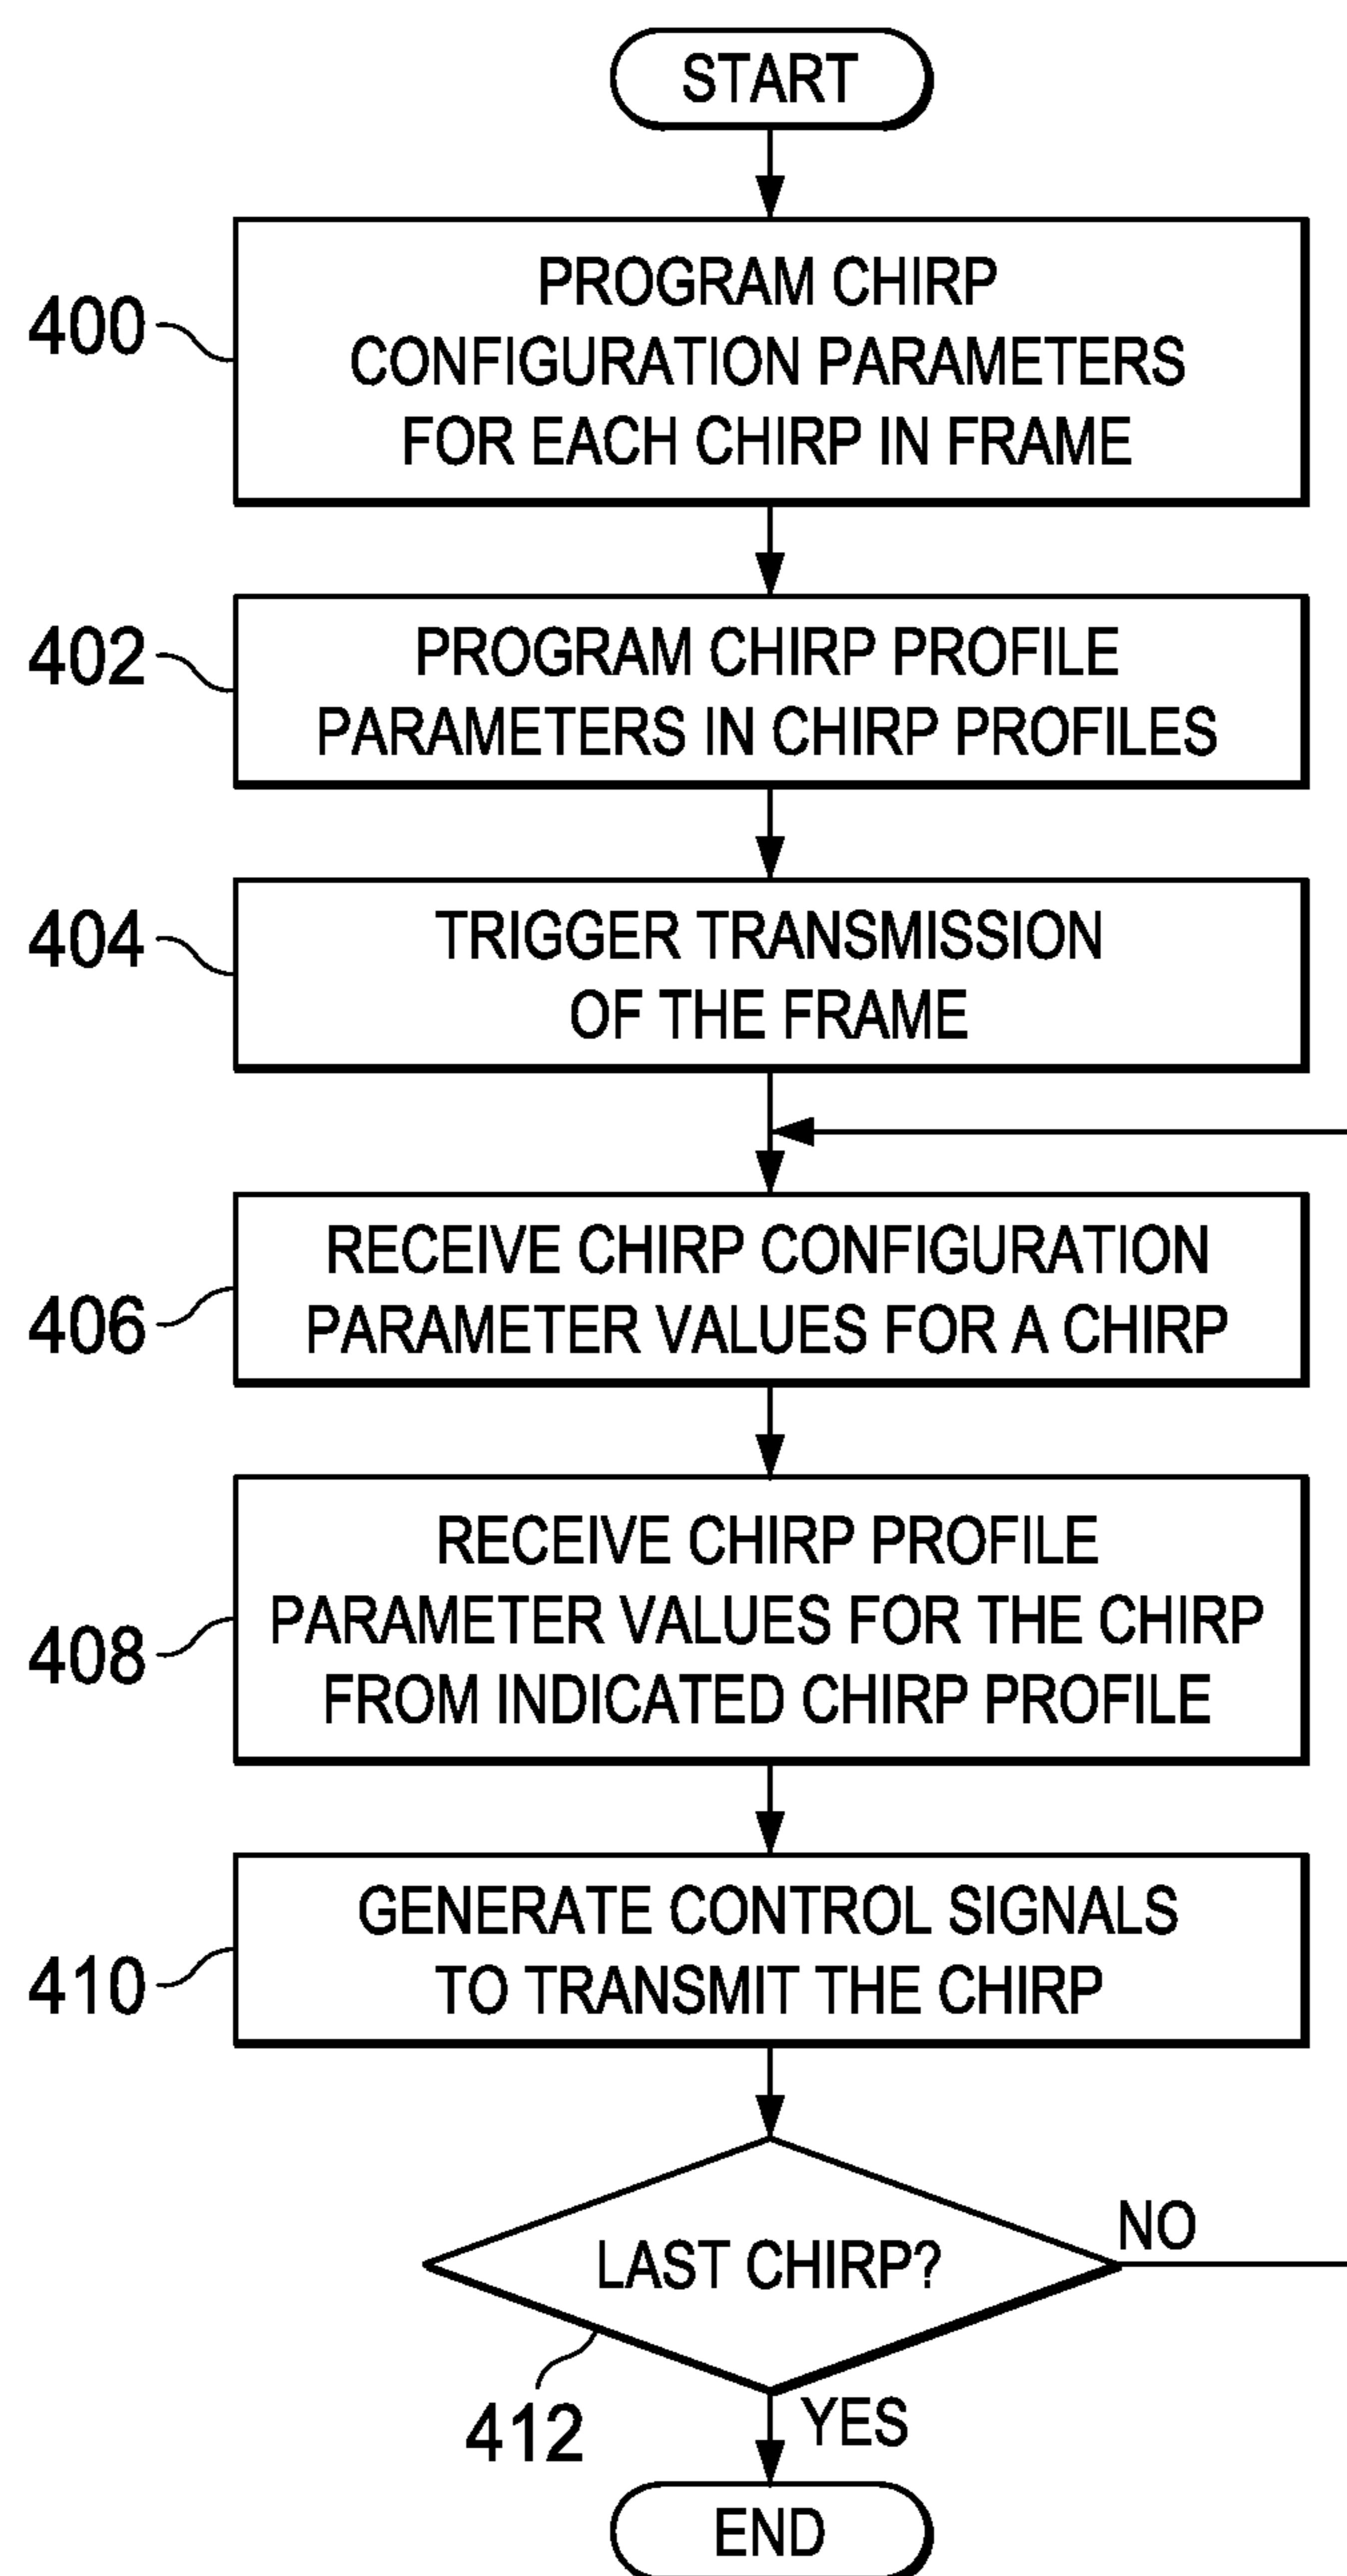 START
400
PROGRAM CHIRP
CONFIGURATION PARAMETERS
FOR EACH CHIRP IN FRAME
402
PROGRAM CHIRP PROFILE
PARAMETERS IN CHIRP PROFILES
404
TRIGGER TRANSMISSION
OF THE FRAME
406
RECEIVE CHIRP CONFIGURATION
PARAMETER VALUES FOR A CHIRP
408
RECEIVE CHIRP PROFILE
PARAMETER VALUES FOR THE CHIRP
FROM INDICATED CHIRP PROFILE
410
GENERATE CONTROL SIGNALS
TO TRANSMIT THE CHIRP
LAST CHIRP?
NO
412
YES
END